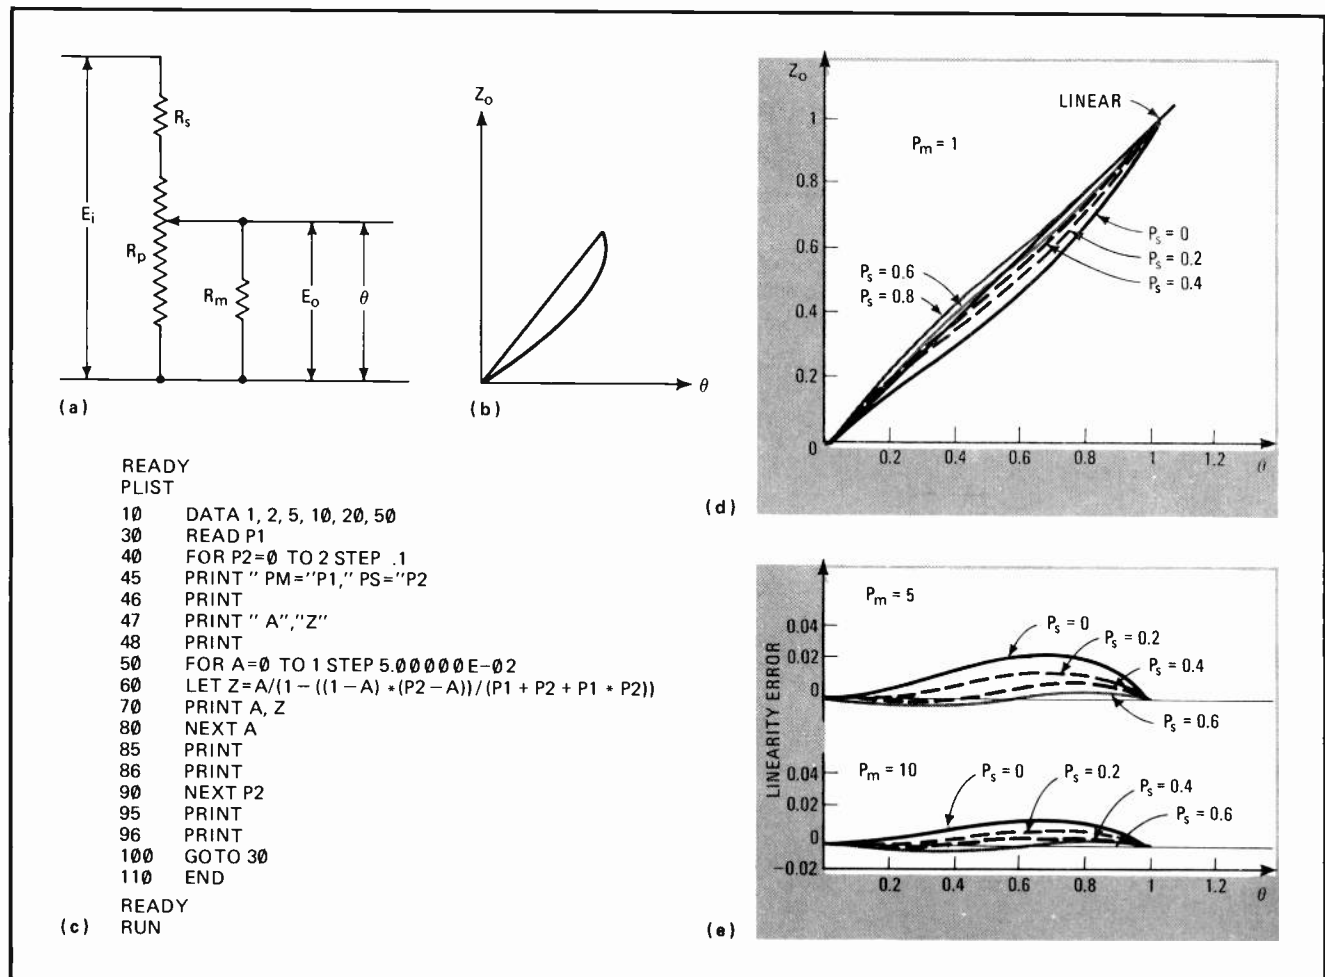 Ei
Rs
Rp
Rm
Eo
θ
(a)
Zo
θ
(b)
READY
PLIST
10 DATA 1, 2, 5, 10, 20, 50
30 READ P1
40 FOR P2=0 TO 2 STEP .1
45 PRINT " PM="P1," PS="P2
46 PRINT
47 PRINT " A","Z"
48 PRINT
50 FOR A=0 TO 1 STEP 5.00000E-02
60 LET Z=A/(1-((1-A)*(P2-A))/(P1+P2+P1*P2))
70 PRINT A, Z
80 NEXT A
85 PRINT
86 PRINT
90 NEXT P2
95 PRINT
96 PRINT
100 GOTO 30
110 END
READY
(c) RUN
Zo
LINEAR
1
Pm = 1
0.8
0.6
0.4
0.2
0
Ps = 0
Ps = 0.2
Ps = 0.4
Ps = 0.6
Ps = 0.8
0.2 0.4 0.6 0.8 1 1.2 θ
(d)
LINEARITY ERROR
Pm = 5
0.04
0.02
0
Ps = 0
Ps = 0.2
Ps = 0.4
Ps = 0.6
Pm = 10
0.04
0.02
0
-0.02
Ps = 0
Ps = 0.2
Ps = 0.4
Ps = 0.6
0.2 0.4 0.6 0.8 1 1.2 θ
(e)